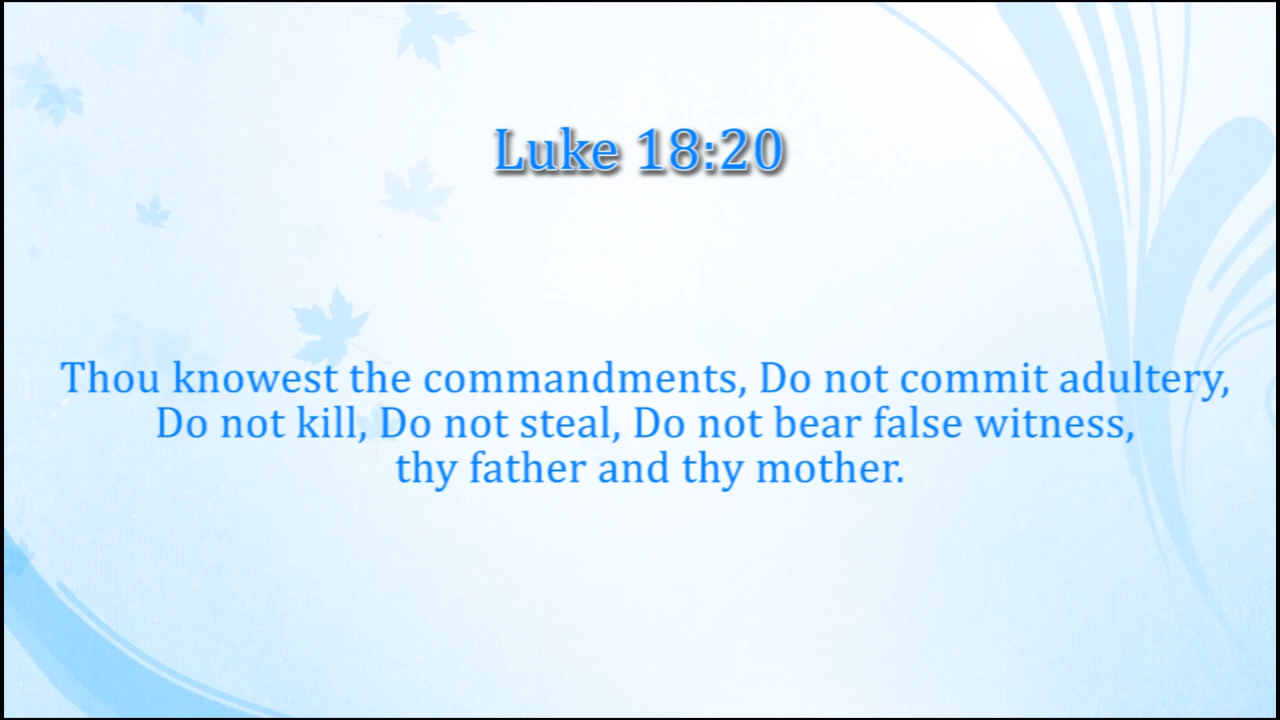 Luke 18:20
Thou knowest the commandments, Do not commit adultery,
Do not kill, Do not steal, Do not bear false witness,
thy father and thy mother.